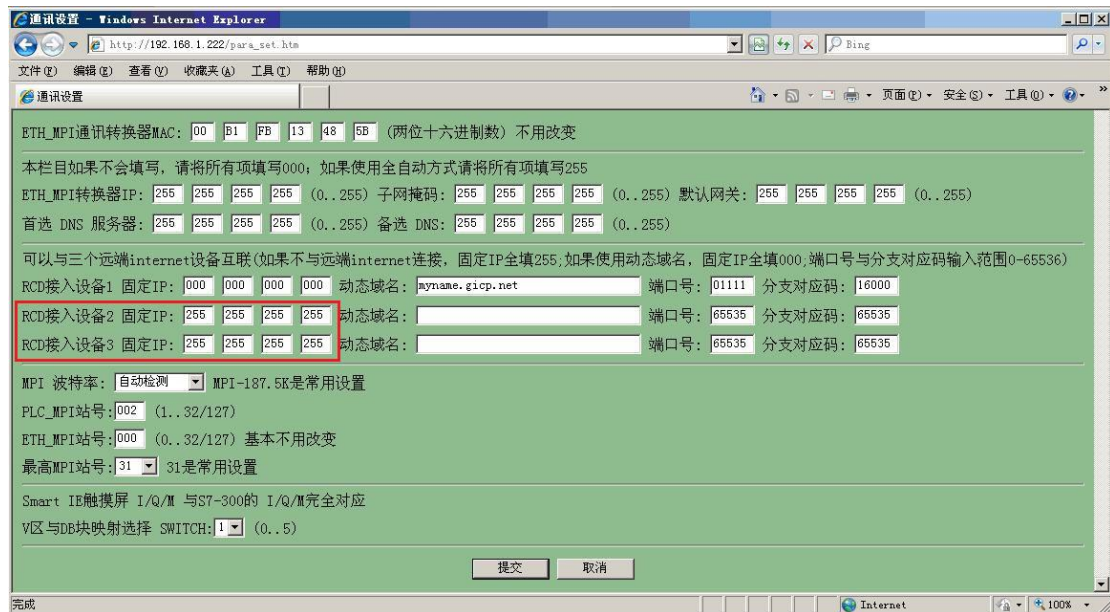 通讯设置 - Windows Internet Explorer
http://192.168.1.222/para_set.htm
Bing
文件(F) 编辑(E) 查看(V) 收藏夹(A) 工具(T) 帮助(H)
通讯设置 页面(P) 安全(S) 工具(O) »
ETH_MPI通讯转换器MAC: 00 B1 FB 13 48 5B (两位十六进制数) 不用改变
本栏目如果不会填写, 请将所有项填写000; 如果使用全自动方式请将所有项填写255
ETH_MPI转换器IP: 255 255 255 255 (0..255) 子网掩码: 255 255 255 255 (0..255) 默认网关: 255 255 255 255 (0..255)
首选 DNS 服务器: 255 255 255 255 (0..255) 备选 DNS: 255 255 255 255 (0..255)
可以与三个远端internet设备互联(如果不与远端internet连接, 固定IP全填255;如果使用动态域名, 固定IP全填000;端口号与分支对应码输入范围0-65536)
RCD接入设备1 固定IP: 000 000 000 000 动态域名: myname.gicp.net 端口号: 01111 分支对应码: 16000
RCD接入设备2 固定IP: 255 255 255 255 动态域名: 端口号: 65535 分支对应码: 65535
RCD接入设备3 固定IP: 255 255 255 255 动态域名: 端口号: 65535 分支对应码: 65535
MPI 波特率: 自动检测 MPI-187.5K是常用设置
PLC_MPI站号: 002 (1..32/127)
ETH_MPI站号: 000 (0..32/127) 基本不用改变
最高MPI站号: 31 31是常用设置
Smart IE触摸屏 I/Q/M 与S7-300的 I/Q/M完全对应
V区与DB块映射选择 SWITCH: 1 (0..5)
提交 取消
完成 Internet 100%